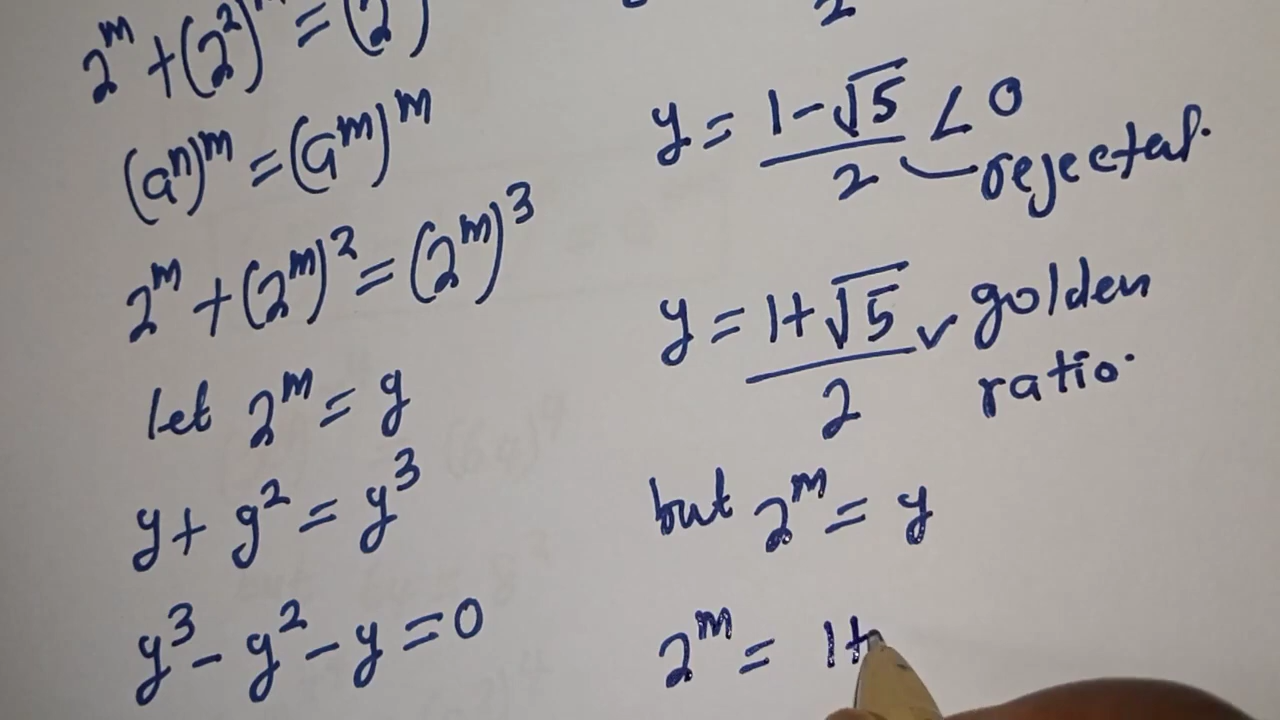 2^m + (2^2)^m = (2
(a^n)^m = (a^m)^m
2^m + (2^m)^2 = (2^m)^3
let 2^m = y
y + y^2 = y^3
y^3 - y^2 - y = 0
2
y = (1-√5)/2 < 0 rejected.
y = (1+√5)/2 ✓ golden
ratio.
but 2^m = y
2^m = 1+